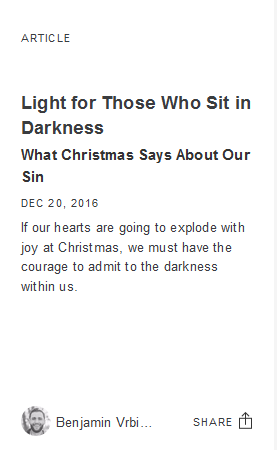 ARTICLE
Light for Those Who Sit in
Darkness
What Christmas Says About Our
Sin
DEC 20, 2016
If our hearts are going to explode with
joy at Christmas, we must have the
courage to admit to the darkness
within us.
Benjamin Vrbi...
SHARE